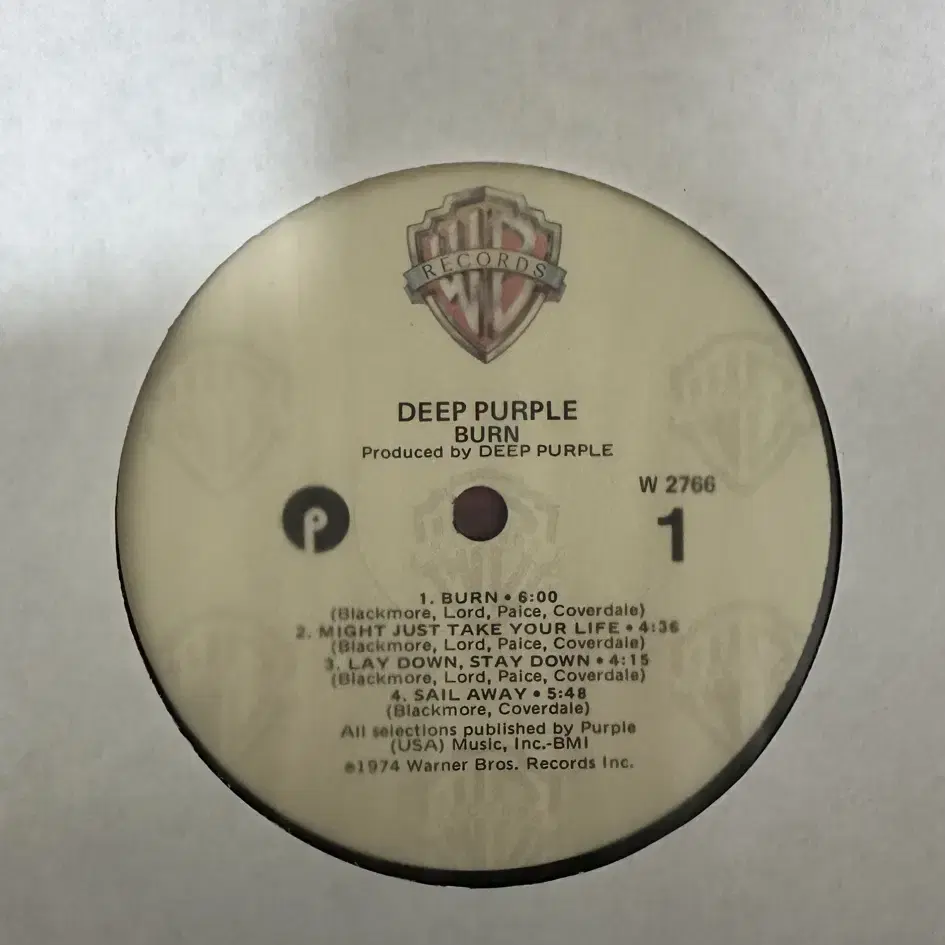 WB
RECORDS
DEEP PURPLE
BURN
Produced by DEEP PURPLE
W 2766
P
1
1. BURN • 6:00
(Blackmore, Lord, Paice, Coverdale)
2. MIGHT JUST TAKE YOUR LIFE • 4:36
(Blackmore, Lord, Paice, Coverdale)
3. LAY DOWN, STAY DOWN • 4:15
(Blackmore, Lord, Paice, Coverdale)
4. SAIL AWAY • 5:48
(Blackmore, Coverdale)
All selections published by Purple
(USA) Music, Inc.-BMI
℗1974 Warner Bros. Records Inc.